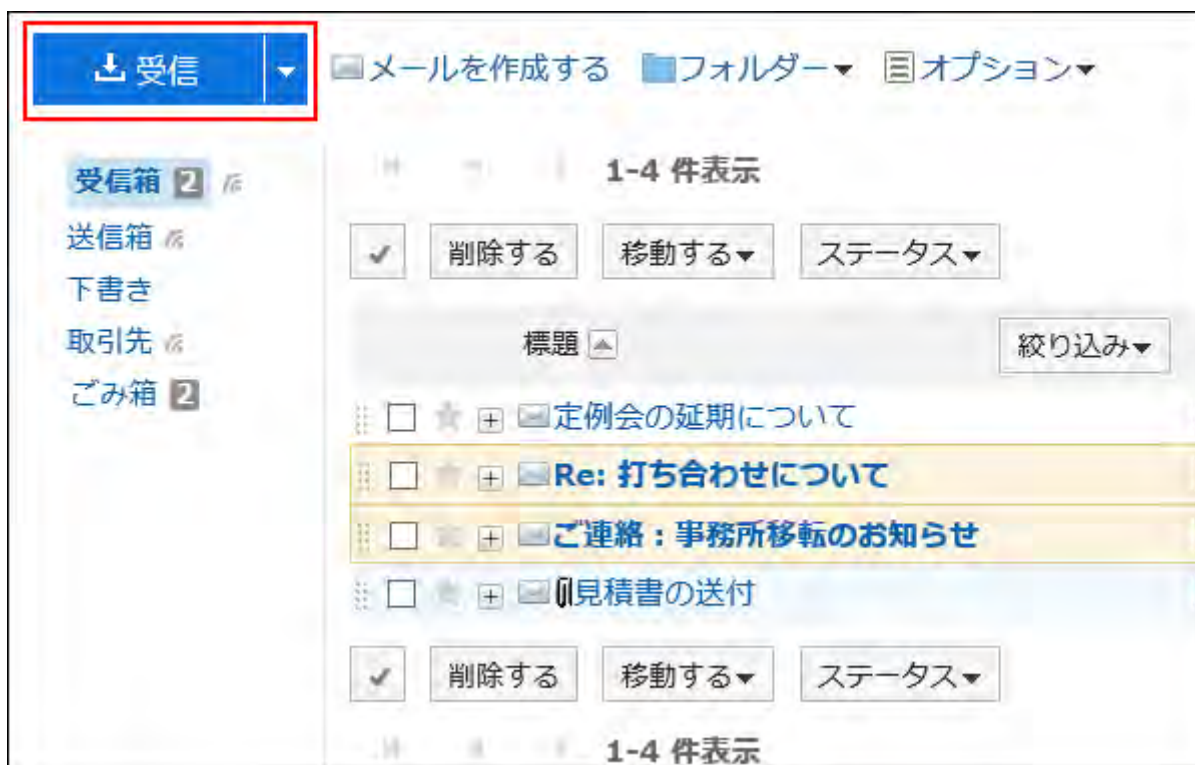 受信 メールを作成する フォルダー オプション
受信箱 2
送信箱
下書き
取引先
ごみ箱 2
1-4 件表示
削除する 移動する ステータス
標題 絞り込み
定例会の延期について
Re: 打ち合わせについて
ご連絡：事務所移転のお知らせ
見積書の送付
削除する 移動する ステータス
1-4 件表示